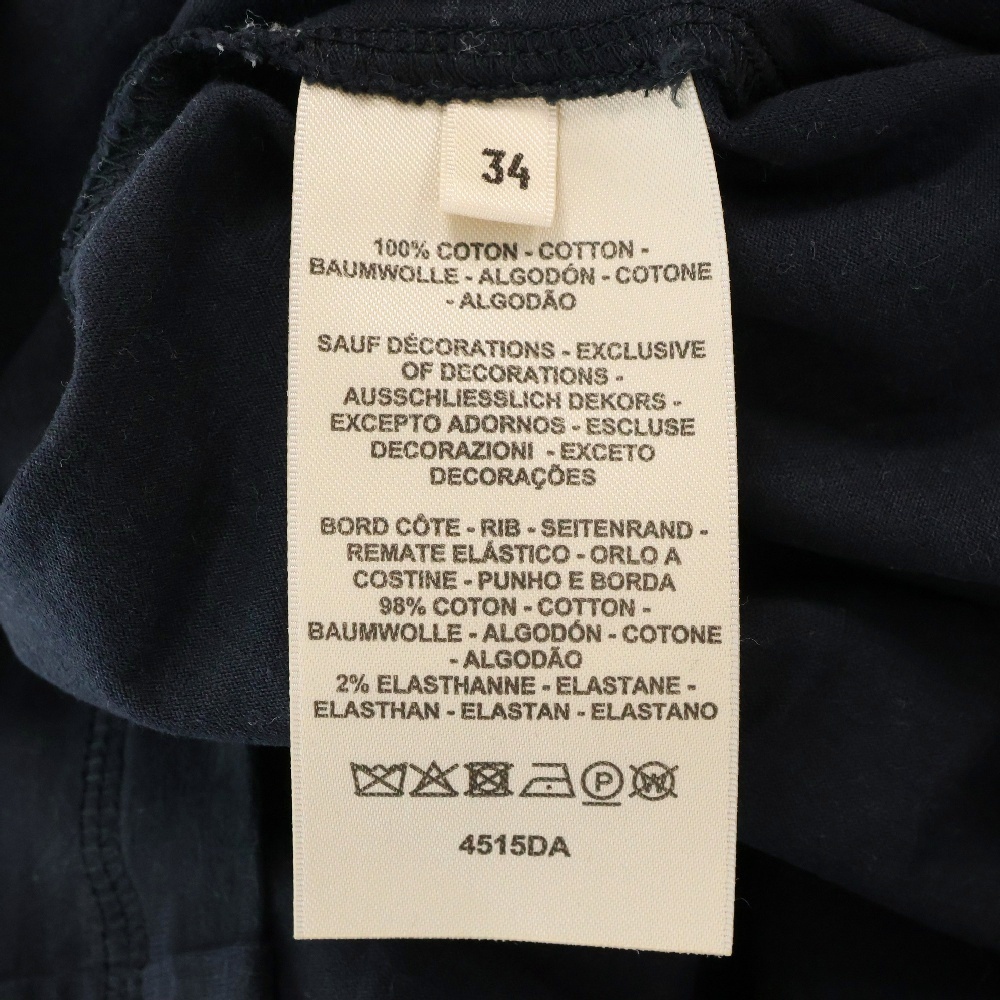 34
100% COTON - COTTON -
BAUMWOLLE - ALGODÓN - COTONE
- ALGODÃO
SAUF DÉCORATIONS - EXCLUSIVE
OF DECORATIONS -
AUSSCHLIESSLICH DEKORS -
EXCEPTO ADORNOS - ESCLUSE
DECORAZIONI - EXCETO
DECORAÇÕES
BORD CÔTE - RIB - SEITENRAND -
REMATE ELÁSTICO - ORLO A
COSTINE - PUNHO E BORDA
98% COTON - COTTON -
BAUMWOLLE - ALGODÓN - COTONE
- ALGODÃO
2% ELASTHANNE - ELASTANE -
ELASTHAN - ELASTAN - ELASTANO
P W
4515DA